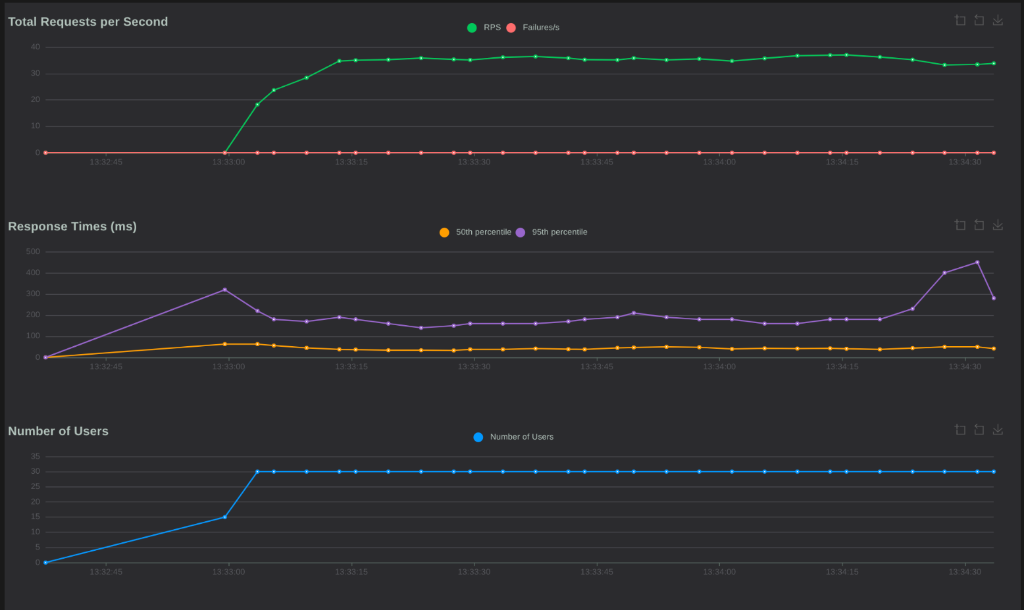 Total Requests per Second
RPS Failures/s
40
30
20
10
0
13:32:45 13:33:00 13:33:15 13:33:30 13:33:45 13:34:00 13:34:15 13:34:30
Response Times (ms)
50th percentile 95th percentile
500
400
300
200
100
0
13:32:45 13:33:00 13:33:15 13:33:30 13:33:45 13:34:00 13:34:15 13:34:30
Number of Users
Number of Users
35
30
25
20
15
10
5
0
13:32:45 13:33:00 13:33:15 13:33:30 13:33:45 13:34:00 13:34:15 13:34:30